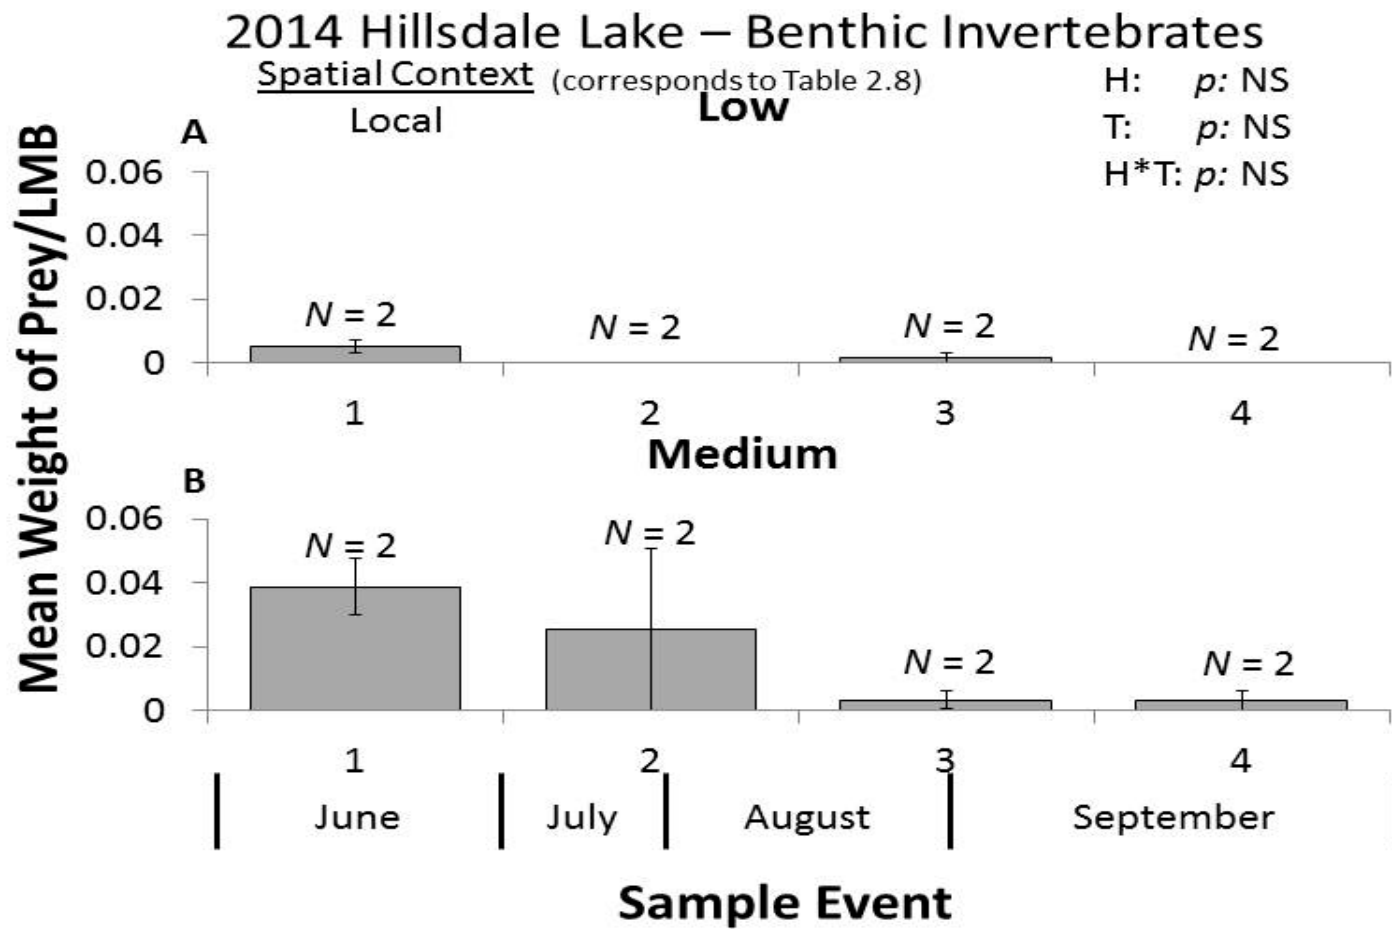 2014 Hillsdale Lake – Benthic Invertebrates
Spatial Context (corresponds to Table 2.8)
Local
Low
H: p: NS
T: p: NS
H*T: p: NS
Mean Weight of Prey/LMB
A
0.06
0.04
0.02
0
N = 2
N = 2
N = 2
N = 2
1 2 3 4
Medium
B
0.06
0.04
0.02
0
N = 2
N = 2
N = 2
N = 2
1 2 3 4
June July August September
Sample Event